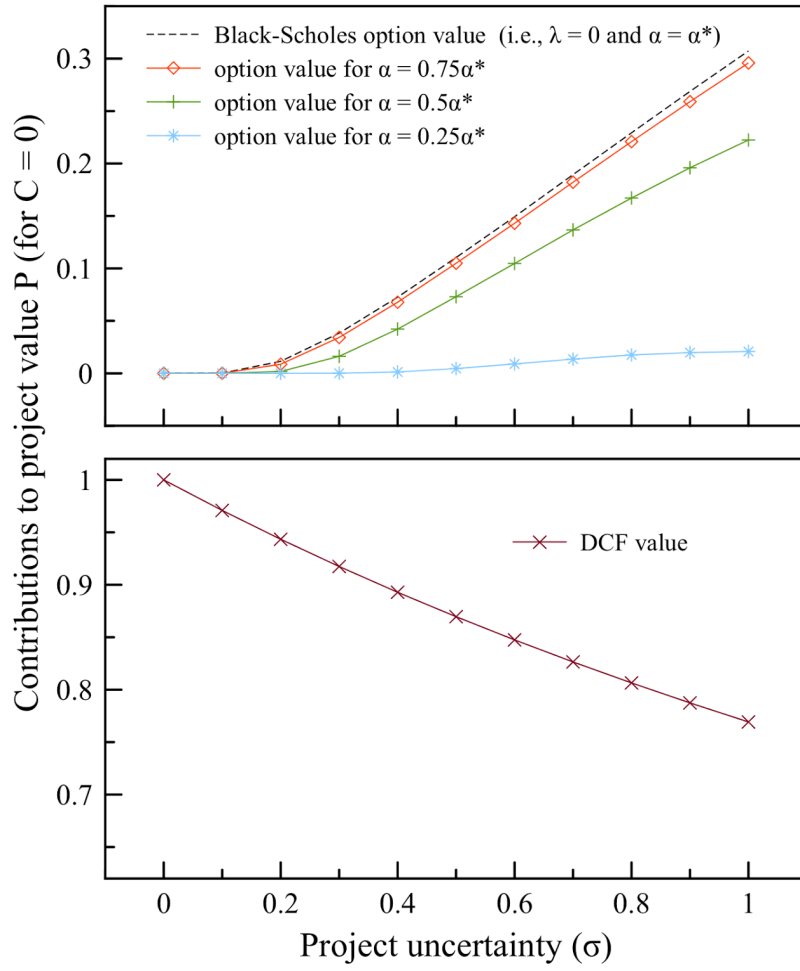 Black-Scholes option value (i.e., λ = 0 and α = α*)
option value for α = 0.75α*
option value for α = 0.5α*
option value for α = 0.25α*
0.3
0.2
0.1
0
Contributions to project value P (for C = 0)
DCF value
1
0.9
0.8
0.7
0 0.2 0.4 0.6 0.8 1
Project uncertainty (σ)